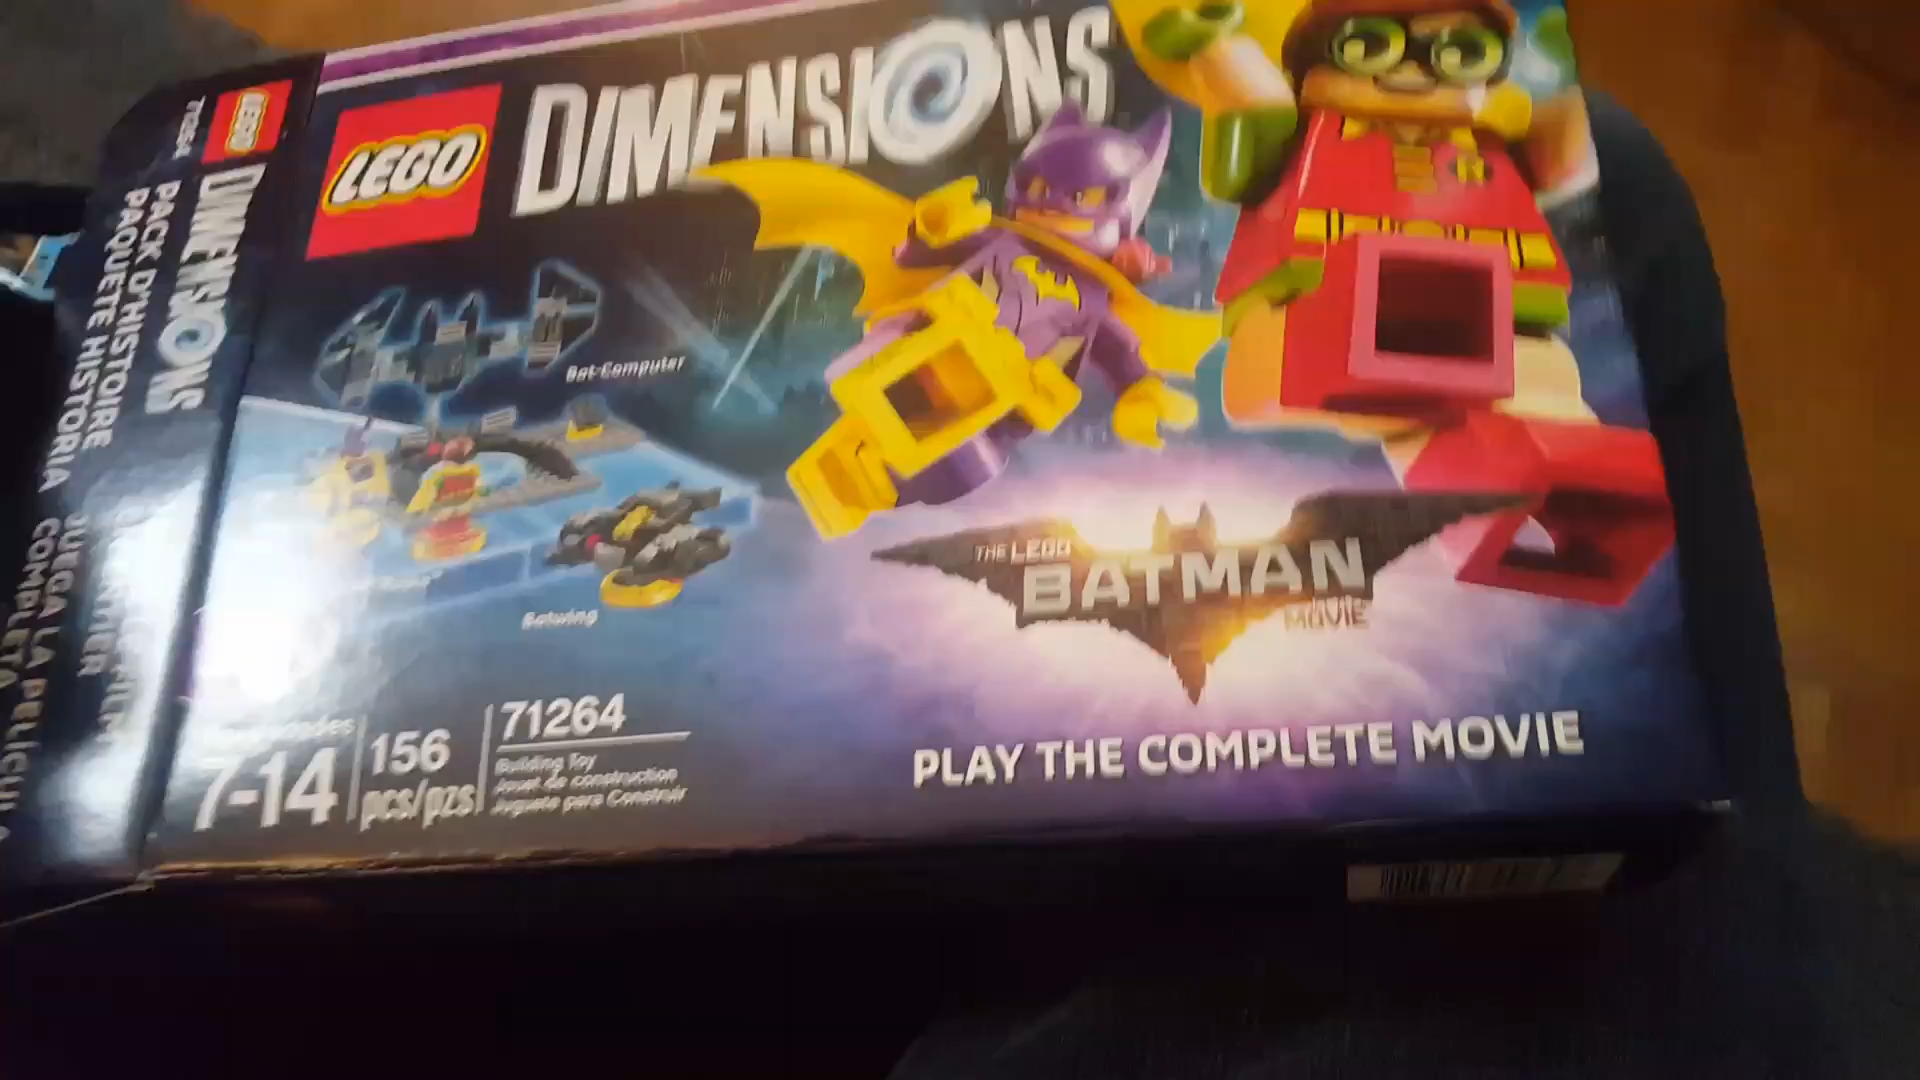 LEGO
DIMENSIONS
Bat-Computer
Batwing
THE LEGO
BATMAN
MOVIE
PLAY THE COMPLETE MOVIE
7-14
156
pcs/pzs
71264
Building Toy
Jouet de construction
Juguete para Construir
71264
LEGO
DIMENSIONS
PACK D'HISTOIRE
PAQUETE HISTORIA
JUEGA LA PELÍCULA
COMPLETA